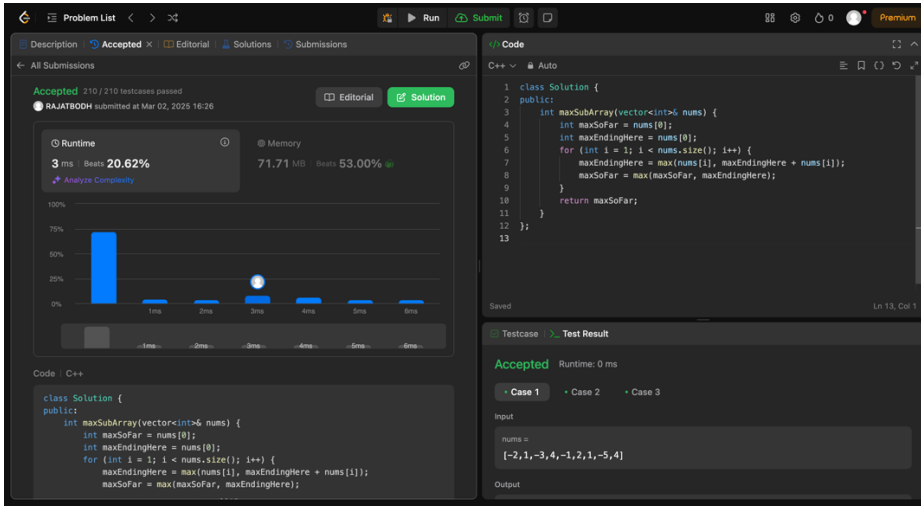 Problem List
Run
Submit
0
Premium
Description
Accepted
Editorial
Solutions
Submissions
All Submissions
Accepted 210 / 210 testcases passed
RAJATBODH submitted at Mar 02, 2025 16:26
Editorial
Solution
Runtime
3 ms | Beats 20.62%
Analyze Complexity
Memory
71.71 MB | Beats 53.00%
100%
75%
50%
25%
0%
1ms 2ms 3ms 4ms 5ms 6ms
1ms 2ms 3ms 4ms 5ms 6ms
Code | C++
class Solution {
public:
int maxSubArray(vector<int>& nums) {
int maxSoFar = nums[0];
int maxEndingHere = nums[0];
for (int i = 1; i < nums.size(); i++) {
maxEndingHere = max(nums[i], maxEndingHere + nums[i]);
maxSoFar = max(maxSoFar, maxEndingHere);
</> Code
C++ Auto
1 class Solution {
2 public:
3 int maxSubArray(vector<int>& nums) {
4 int maxSoFar = nums[0];
5 int maxEndingHere = nums[0];
6 for (int i = 1; i < nums.size(); i++) {
7 maxEndingHere = max(nums[i], maxEndingHere + nums[i]);
8 maxSoFar = max(maxSoFar, maxEndingHere);
9 }
10 return maxSoFar;
11 }
12 };
13
Saved
Ln 13, Col 1
Testcase
>_ Test Result
Accepted Runtime: 0 ms
• Case 1 • Case 2 • Case 3
Input
nums =
[-2,1,-3,4,-1,2,1,-5,4]
Output